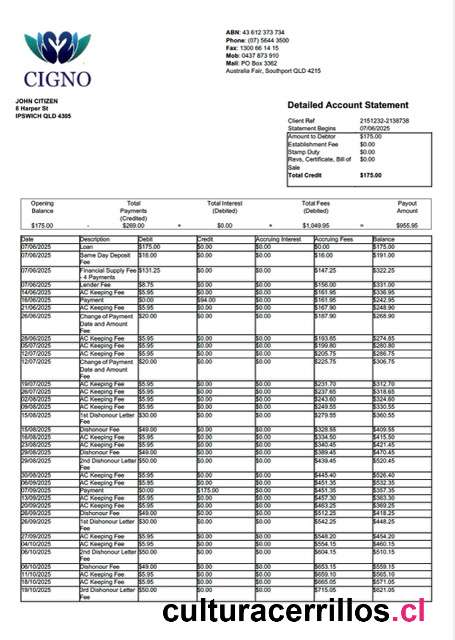 CIGNO
ABN: 43 612 373 734
Phone: (07) 5644 3500
Fax: 1300 66 14 15
Mob: 0437 873 910
Mail: PO Box 3362
Australia Fair, Southport QLD 4215
JOHN CITIZEN
6 Harper St
IPSWICH QLD 4305
Detailed Account Statement
Client Ref 2151232-2138738
Statement Begins 07/06/2025
Amount to Debtor $175.00
Establishment Fee $0.00
Stamp Duty $0.00
Revs, Certificate, Bill of Sale $0.00
Total Credit $175.00
Opening Balance Total Payments (Credited) Total Interest (Debited) Total Fees (Debited) Payout Amount
$175.00 - $269.00 + $0.00 + $1,049.95 = $955.95
Date Description Debit Credit Accruing Interest Accruing Fees Balance
07/06/2025 Loan $175.00 $0.00 $0.00 $0.00 $175.00
07/06/2025 Same Day Deposit Fee $16.00 $0.00 $0.00 $16.00 $191.00
07/06/2025 Financial Supply Fee - 4 Payments $131.25 $0.00 $0.00 $147.25 $322.25
07/06/2025 Lender Fee $8.75 $0.00 $0.00 $156.00 $331.00
14/06/2025 AC Keeping Fee $5.95 $0.00 $0.00 $161.95 $336.95
16/06/2025 Payment $0.00 $94.00 $0.00 $161.95 $242.95
21/06/2025 AC Keeping Fee $5.95 $0.00 $0.00 $167.90 $248.90
26/06/2025 Change of Payment Date and Amount Fee $20.00 $0.00 $0.00 $187.90 $268.90
28/06/2025 AC Keeping Fee $5.95 $0.00 $0.00 $193.85 $274.85
05/07/2025 AC Keeping Fee $5.95 $0.00 $0.00 $199.80 $280.80
12/07/2025 AC Keeping Fee $5.95 $0.00 $0.00 $205.75 $286.75
12/07/2025 Change of Payment Date and Amount Fee $20.00 $0.00 $0.00 $225.75 $306.75
19/07/2025 AC Keeping Fee $5.95 $0.00 $0.00 $231.70 $312.70
26/07/2025 AC Keeping Fee $5.95 $0.00 $0.00 $237.65 $318.65
02/08/2025 AC Keeping Fee $5.95 $0.00 $0.00 $243.60 $324.60
09/08/2025 AC Keeping Fee $5.95 $0.00 $0.00 $249.55 $330.55
15/08/2025 1st Dishonour Letter Fee $30.00 $0.00 $0.00 $279.55 $360.55
15/08/2025 Dishonour Fee $49.00 $0.00 $0.00 $328.55 $409.55
16/08/2025 AC Keeping Fee $5.95 $0.00 $0.00 $334.50 $415.50
23/08/2025 AC Keeping Fee $5.95 $0.00 $0.00 $340.45 $421.45
29/08/2025 Dishonour Fee $49.00 $0.00 $0.00 $389.45 $470.45
29/08/2025 2nd Dishonour Letter Fee $50.00 $0.00 $0.00 $439.45 $520.45
30/08/2025 AC Keeping Fee $5.95 $0.00 $0.00 $445.40 $526.40
06/09/2025 AC Keeping Fee $5.95 $0.00 $0.00 $451.35 $532.35
07/09/2025 Payment $0.00 $175.00 $0.00 $451.35 $357.35
13/09/2025 AC Keeping Fee $5.95 $0.00 $0.00 $457.30 $363.30
20/09/2025 AC Keeping Fee $5.95 $0.00 $0.00 $463.25 $369.25
26/09/2025 Dishonour Fee $49.00 $0.00 $0.00 $512.25 $418.25
26/09/2025 1st Dishonour Letter Fee $30.00 $0.00 $0.00 $542.25 $448.25
27/09/2025 AC Keeping Fee $5.95 $0.00 $0.00 $548.20 $454.20
04/10/2025 AC Keeping Fee $5.95 $0.00 $0.00 $554.15 $460.15
06/10/2025 2nd Dishonour Letter Fee $50.00 $0.00 $0.00 $604.15 $510.15
06/10/2025 Dishonour Fee $49.00 $0.00 $0.00 $653.15 $559.15
11/10/2025 AC Keeping Fee $5.95 $0.00 $0.00 $659.10 $565.10
18/10/2025 AC Keeping Fee $5.95 $0.00 $0.00 $665.05 $571.05
19/10/2025 3rd Dishonour Letter Fee $50.00 $0.00 $0.00 $715.05 $621.05
culturacerrillos.cl